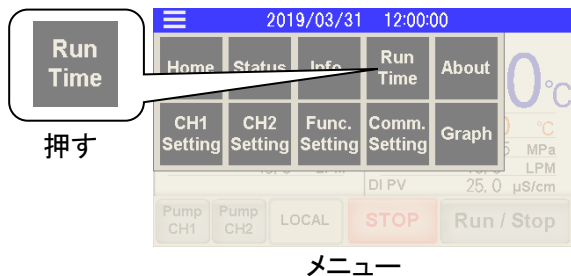 Run
Time
押す
2019/03/31 12:00:00
Home Status Info. Run Time About
CH1 Setting CH2 Setting Func. Setting Comm. Setting Graph
0℃
℃
MPa
LPM
DI PV 25.0 µS/cm
Pump CH1 Pump CH2 LOCAL STOP Run / Stop
メニュー